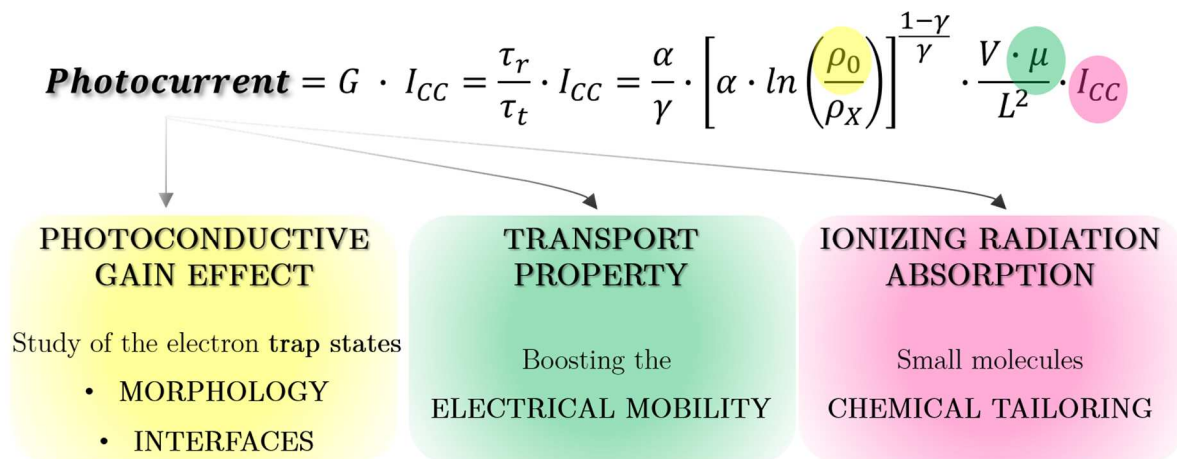 Photocurrent = G · I_CC = τ_r/τ_t · I_CC = α/γ · [α · ln(ρ_0/ρ_X)]^((1−γ)/γ) · (V · μ)/L² · I_CC
PHOTOCONDUCTIVE
GAIN EFFECT
Study of the electron trap states
• MORPHOLOGY
• INTERFACES
TRANSPORT
PROPERTY
Boosting the
ELECTRICAL MOBILITY
IONIZING RADIATION
ABSORPTION
Small molecules
CHEMICAL TAILORING